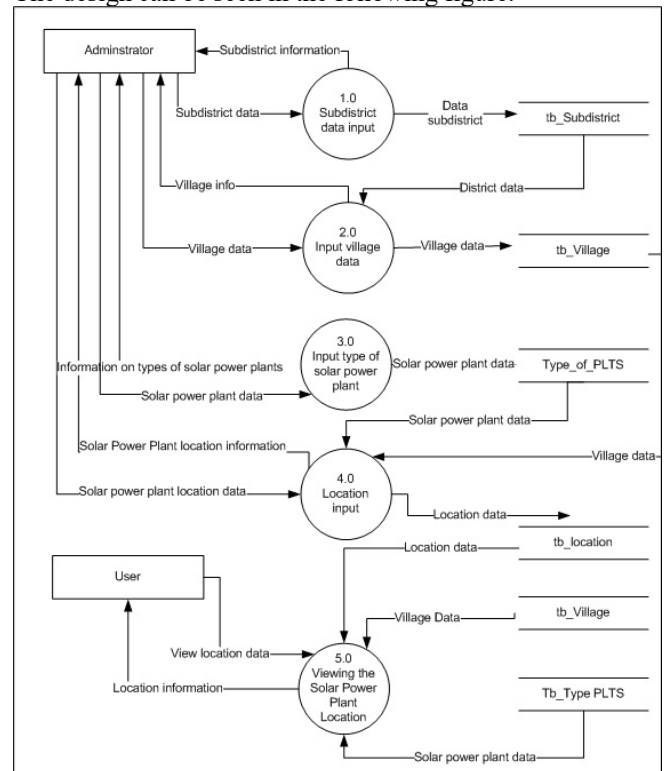 The design can be seen in the following figure.
Adminstrator
Subdistrict information
Subdistrict data
1.0
Subdistrict
data input
Data
subdistrict
tb_Subdistrict
Village info
District data
Village data
2.0
Input village
data
Village data
tb_Village
3.0
Input type of
solar power
plant
Information on types of solar power plants
Solar power plant data
Type_of_PLTS
Solar power plant data
Solar power plant data
Solar Power Plant location information
Village data
4.0
Location
input
Solar power plant location data
Location data
tb_location
Location data
User
tb_Village
Village Data
View location data
5.0
Viewing the
Solar Power
Plant
Location
Location information
Tb_Type PLTS
Solar power plant data